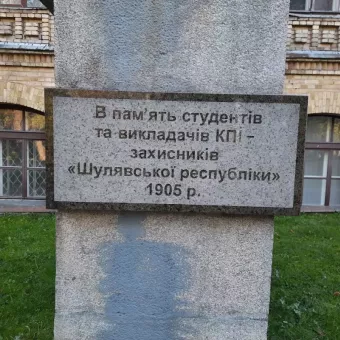 В пам'ять студентів
та викладачів КПІ –
захисників
«Шулявської республіки»
1905 р.